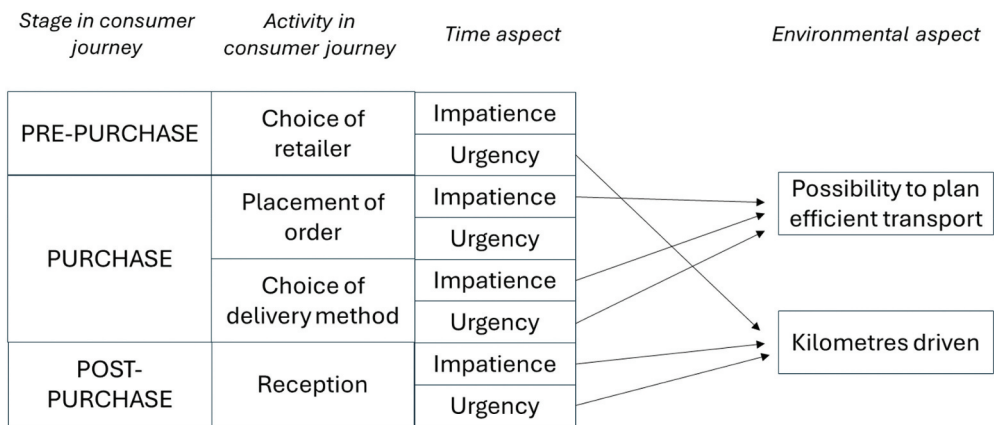 Stage in consumer
journey
Activity in
consumer journey
Time aspect
Environmental aspect
PRE-PURCHASE
Choice of
retailer
Impatience
Urgency
PURCHASE
Placement of
order
Impatience
Urgency
Choice of
delivery method
Impatience
Urgency
POST-
PURCHASE
Reception
Impatience
Urgency
Possibility to plan
efficient transport
Kilometres driven